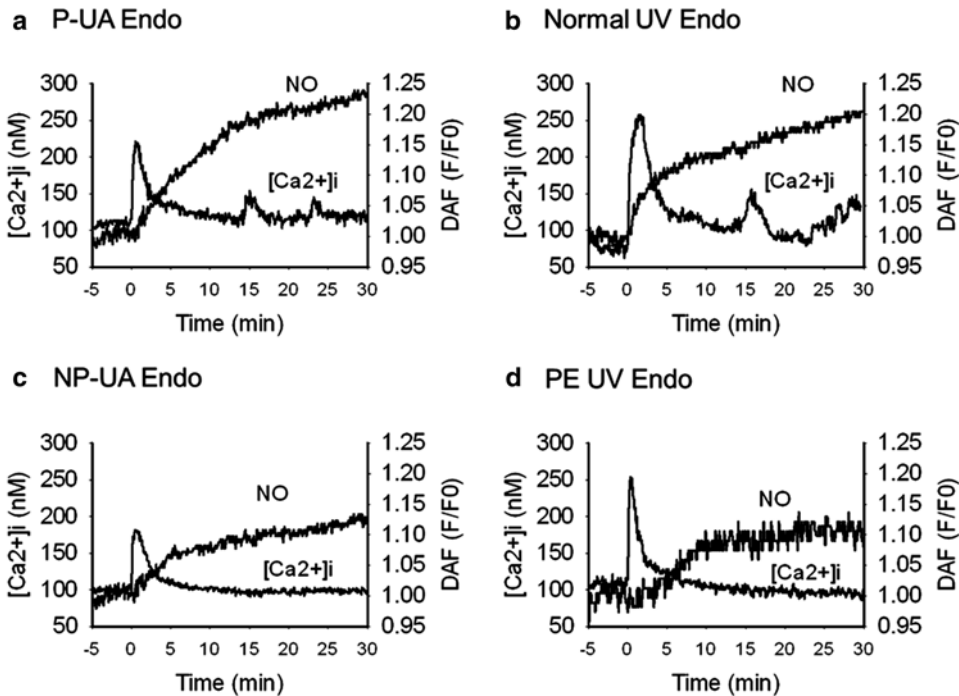 a P-UA Endo
[Ca2+]i (nM)
300
250
200
150
100
50
NO
[Ca2+]i
1.25
1.20
1.15
1.10
1.05
1.00
0.95
DAF (F/F0)
-5 0 5 10 15 20 25 30
Time (min)
b Normal UV Endo
[Ca2+]i (nM)
300
250
200
150
100
50
NO
[Ca2+]i
1.25
1.20
1.15
1.10
1.05
1.00
0.95
DAF (F/F0)
-5 0 5 10 15 20 25 30
Time (min)
c NP-UA Endo
[Ca2+]i (nM)
300
250
200
150
100
50
NO
[Ca2+]i
1.25
1.20
1.15
1.10
1.05
1.00
0.95
DAF (F/F0)
-5 0 5 10 15 20 25 30
Time (min)
d PE UV Endo
[Ca2+]i (nM)
300
250
200
150
100
50
NO
[Ca2+]i
1.25
1.20
1.15
1.10
1.05
1.00
0.95
DAF (F/F0)
-5 0 5 10 15 20 25 30
Time (min)